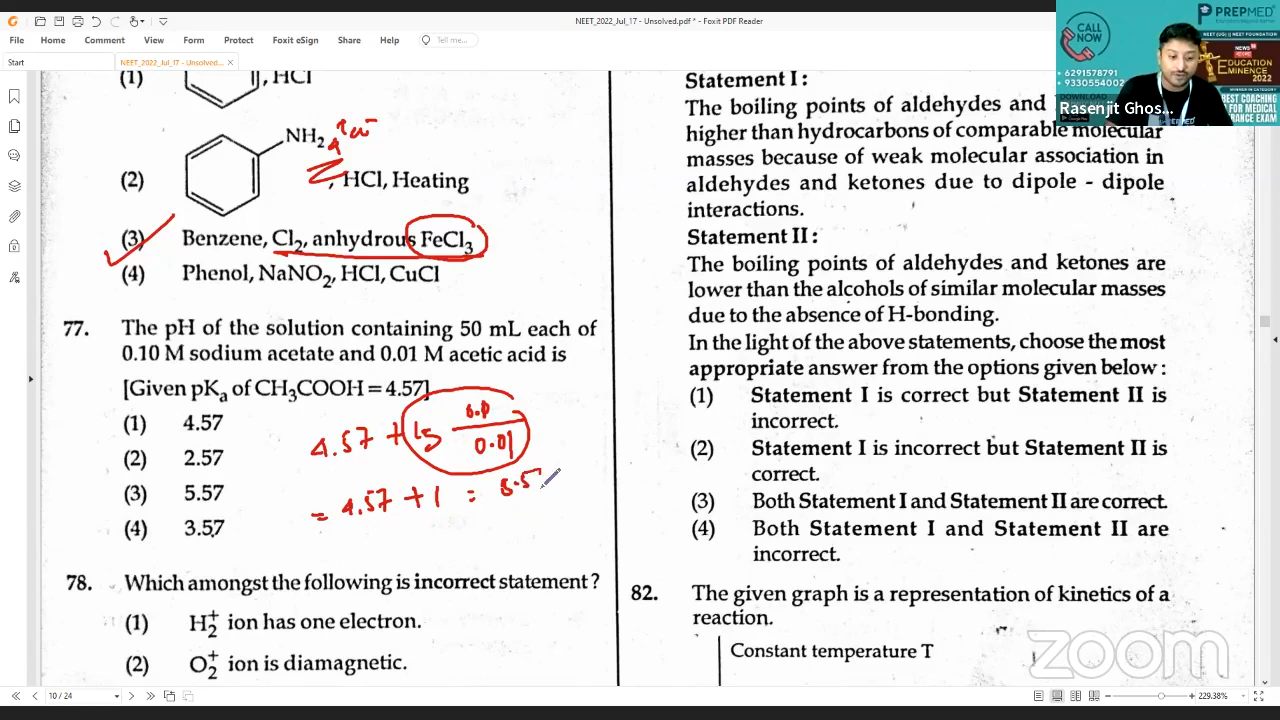 NEET_2022_Jul_17 - Unsolved.pdf * - Foxit PDF Reader
File Home Comment View Form Protect Foxit eSign Share Help Tell me...
Start
NEET_2022_Jul_17 - Unsolved.pdf *
(1) , HCl
NH2
(2) , HCl, Heating
(3) Benzene, Cl2, anhydrous FeCl3
(4) Phenol, NaNO2, HCl, CuCl
77. The pH of the solution containing 50 mL each of
0.10 M sodium acetate and 0.01 M acetic acid is
[Given pKa of CH3COOH = 4.57]
(1) 4.57
(2) 2.57
(3) 5.57
(4) 3.57
4.57 + log
0.01
= 4.57 + 1 = 5.57
78. Which amongst the following is incorrect statement ?
(1) H2+ ion has one electron.
(2) O2+ ion is diamagnetic.
Statement I :
The boiling points of aldehydes and
higher than hydrocarbons of comparable molecular
masses because of weak molecular association in
aldehydes and ketones due to dipole - dipole
interactions.
Statement II :
The boiling points of aldehydes and ketones are
lower than the alcohols of similar molecular masses
due to the absence of H-bonding.
In the light of the above statements, choose the most
appropriate answer from the options given below :
(1) Statement I is correct but Statement II is
incorrect.
(2) Statement I is incorrect but Statement II is
correct.
(3) Both Statement I and Statement II are correct.
(4) Both Statement I and Statement II are
incorrect.
82. The given graph is a representation of kinetics of a
reaction.
Constant temperature T
PREPMED
CALL
NOW
6291578791
9330554002
NEWS
EDUCATION
EMINENCE
2022
BEST COACHING
FOR MEDICAL
Rasenjit Ghos...
zoom
10 / 24
229.38%